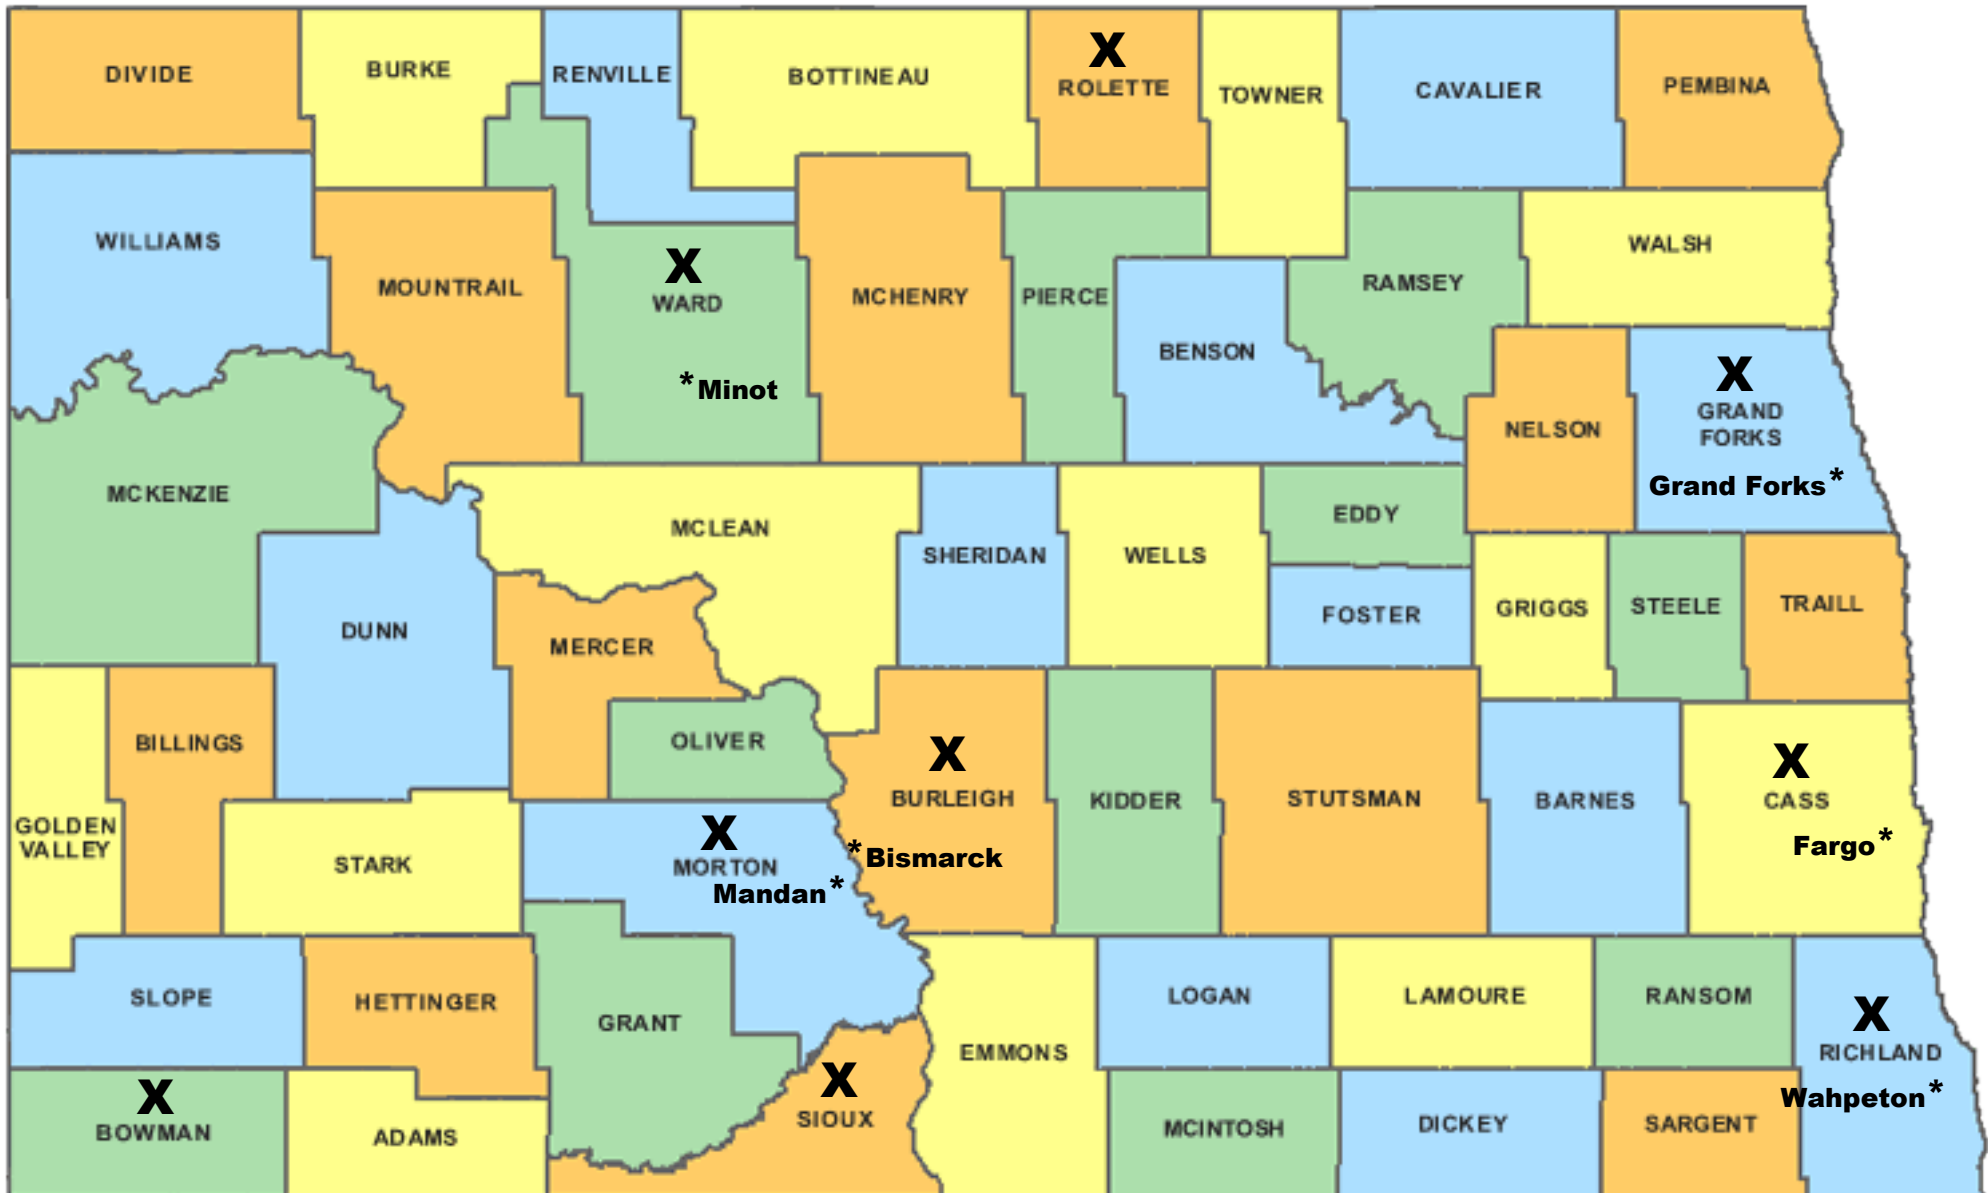 X
DIVIDE
BURKE
RENVILLE
BOTTINEAU
ROLETTE
TOWNER
CAVALIER
PEMBINA
WILLIAMS
MOUNTRAIL
X
WARD
*Minot
MCHENRY
PIERCE
BENSON
RAMSEY
WALSH
NELSON
X
GRAND
FORKS
Grand Forks*
MCKENZIE
DUNN
MCLEAN
MERCER
OLIVER
SHERIDAN
WELLS
EDDY
FOSTER
GRIGGS
STEELE
TRAILL
GOLDEN
VALLEY
BILLINGS
STARK
X
MORTON
Mandan*
X
BURLEIGH
*Bismarck
KIDDER
STUTSMAN
BARNES
X
CASS
Fargo*
SLOPE
HETTINGER
GRANT
EMMONS
LOGAN
LAMOURE
RANSOM
X
RICHLAND
Wahpeton*
X
BOWMAN
ADAMS
X
SIOUX
MCINTOSH
DICKEY
SARGENT